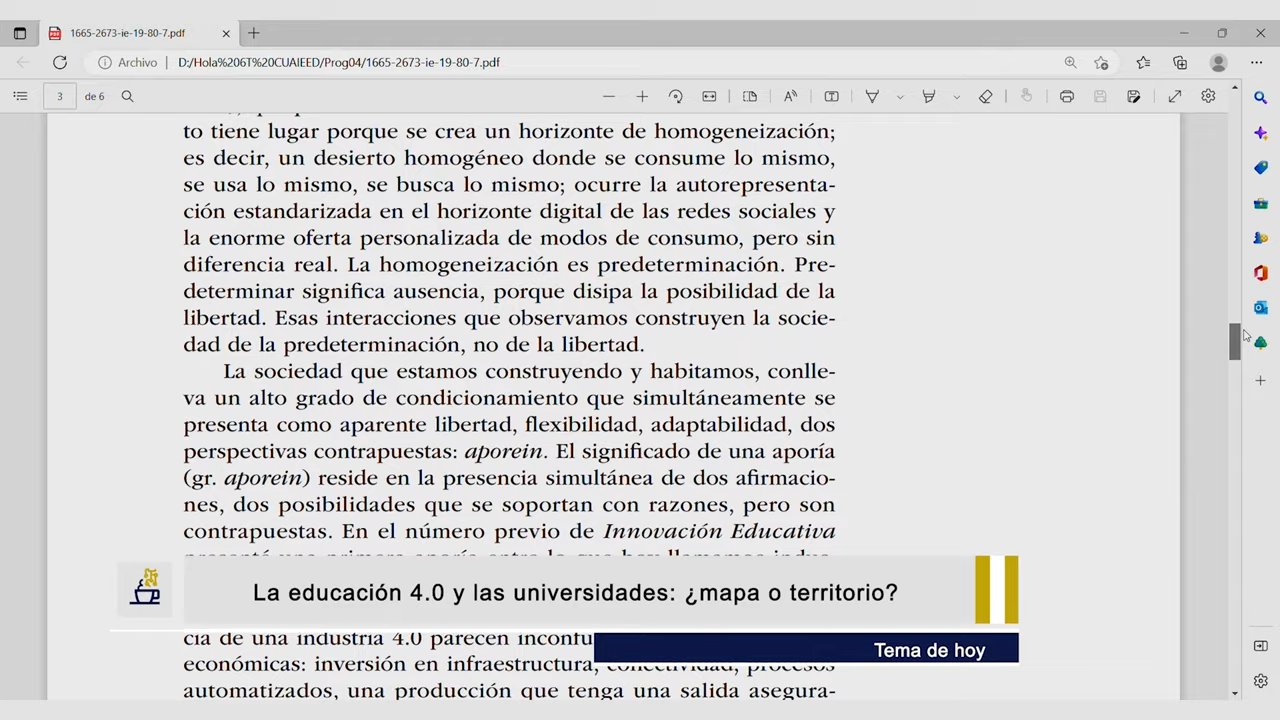 1665-2673-ie-19-80-7.pdf
Archivo
D:/Hola%206T%20CUAIEED/Prog04/1665-2673-ie-19-80-7.pdf
3
de 6
to tiene lugar porque se crea un horizonte de homogeneización;
es decir, un desierto homogéneo donde se consume lo mismo,
se usa lo mismo, se busca lo mismo; ocurre la autorepresenta-
ción estandarizada en el horizonte digital de las redes sociales y
la enorme oferta personalizada de modos de consumo, pero sin
diferencia real. La homogeneización es predeterminación. Pre-
determinar significa ausencia, porque disipa la posibilidad de la
libertad. Esas interacciones que observamos construyen la socie-
dad de la predeterminación, no de la libertad.
La sociedad que estamos construyendo y habitamos, conlle-
va un alto grado de condicionamiento que simultáneamente se
presenta como aparente libertad, flexibilidad, adaptabilidad, dos
perspectivas contrapuestas: aporein. El significado de una aporía
(gr. aporein) reside en la presencia simultánea de dos afirmacio-
nes, dos posibilidades que se soportan con razones, pero son
contrapuestas. En el número previo de Innovación Educativa
La educación 4.0 y las universidades: ¿mapa o territorio?
cia de una industria 4.0 parecen
Tema de hoy
económicas: inversión en infraestructura, conectividad, procesos
automatizados, una producción que tenga una salida asegura-